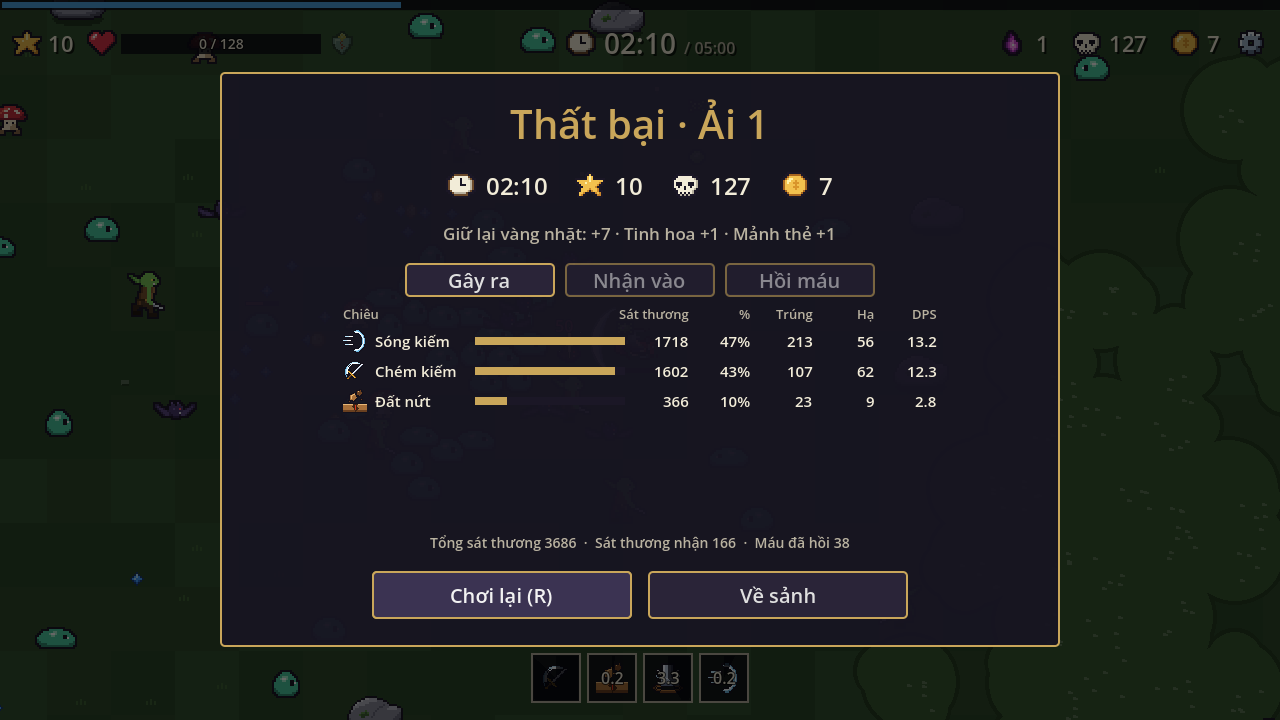 10 0 / 128 02:10 / 05:00 1 127 7
Thất bại · Ải 1
02:10 10 127 7
Giữ lại vàng nhặt: +7 · Tinh hoa +1 · Mảnh thẻ +1
Gây ra Nhận vào Hồi máu
Chiêu Sát thương % Trúng Hạ DPS
Sóng kiếm 1718 47% 213 56 13.2
Chém kiếm 1602 43% 107 62 12.3
Đất nứt 366 10% 23 9 2.8
Tổng sát thương 3686 · Sát thương nhận 166 · Máu đã hồi 38
Chơi lại (R) Về sảnh
0.2 3.3 0.2